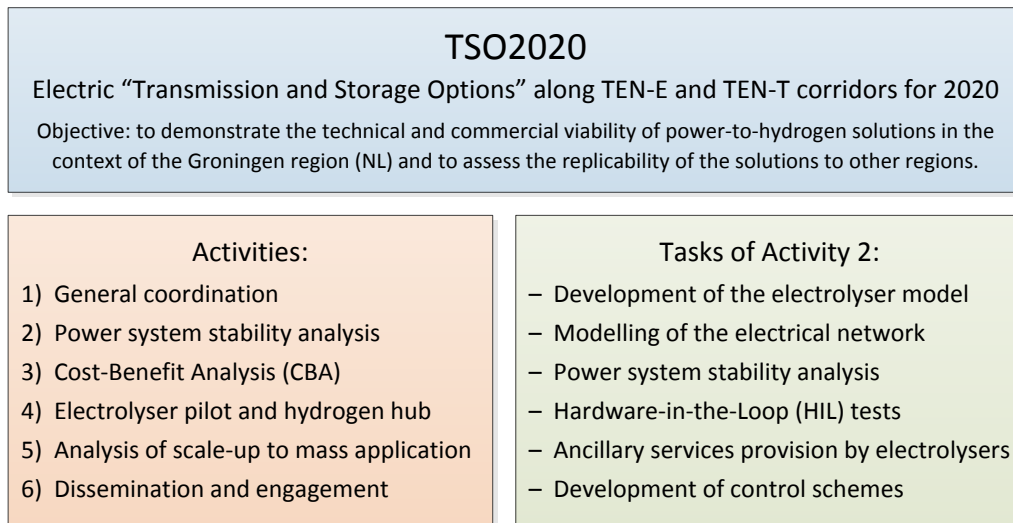 TSO2020
Electric “Transmission and Storage Options” along TEN-E and TEN-T corridors for 2020
Objective: to demonstrate the technical and commercial viability of power-to-hydrogen solutions in the
context of the Groningen region (NL) and to assess the replicability of the solutions to other regions.
Activities:
1) General coordination
2) Power system stability analysis
3) Cost-Benefit Analysis (CBA)
4) Electrolyser pilot and hydrogen hub
5) Analysis of scale-up to mass application
6) Dissemination and engagement
Tasks of Activity 2:
– Development of the electrolyser model
– Modelling of the electrical network
– Power system stability analysis
– Hardware-in-the-Loop (HIL) tests
– Ancillary services provision by electrolysers
– Development of control schemes